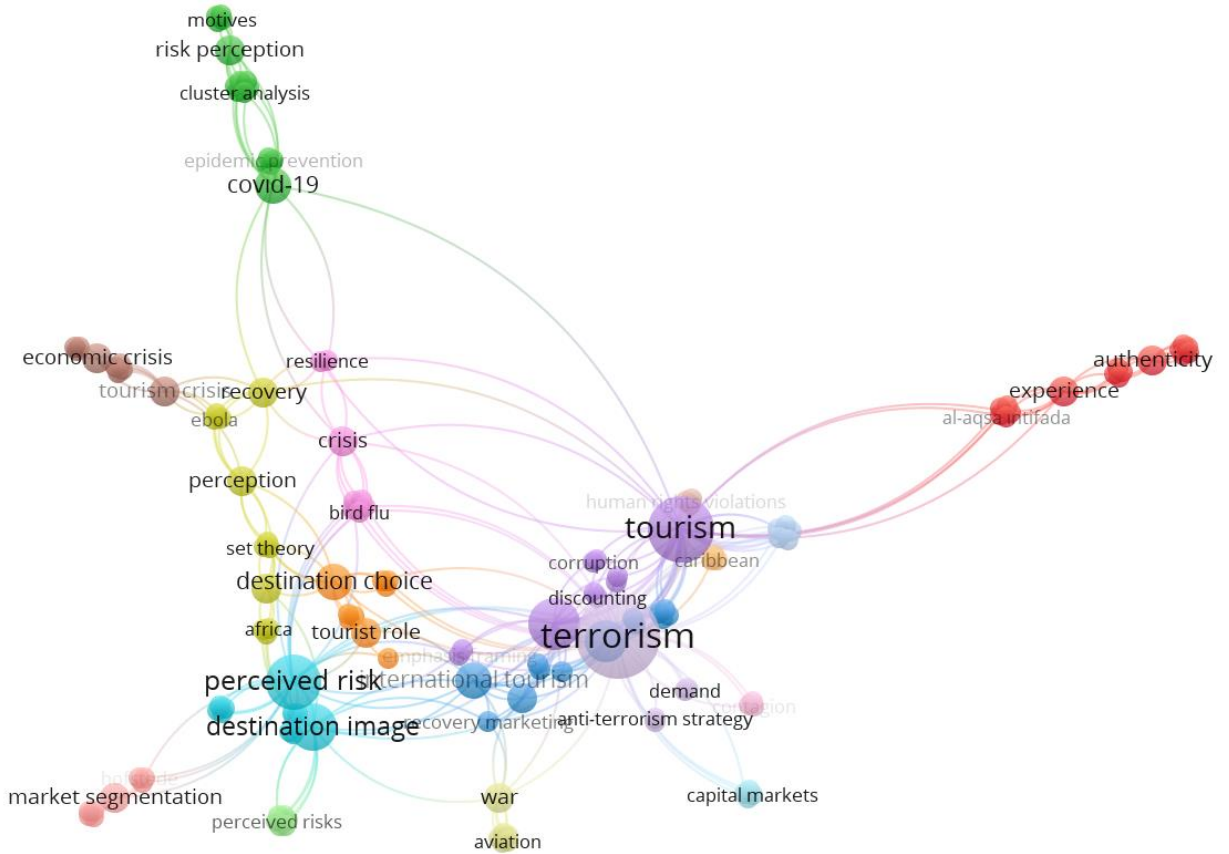 motives
risk perception
cluster analysis
epidemic prevention
covid-19
economic crisis
tourism crisis
recovery
resilience
ebola
crisis
authenticity
experience
al-aqsa intifada
perception
bird flu
human rights violations
tourism
set theory
corruption
caribbean
destination choice
discounting
africa
tourist role
terrorism
emphasis framing
perceived risk
international tourism
demand
contagion
destination image
recovery marketing
anti-terrorism strategy
hofstede
market segmentation
war
capital markets
perceived risks
aviation